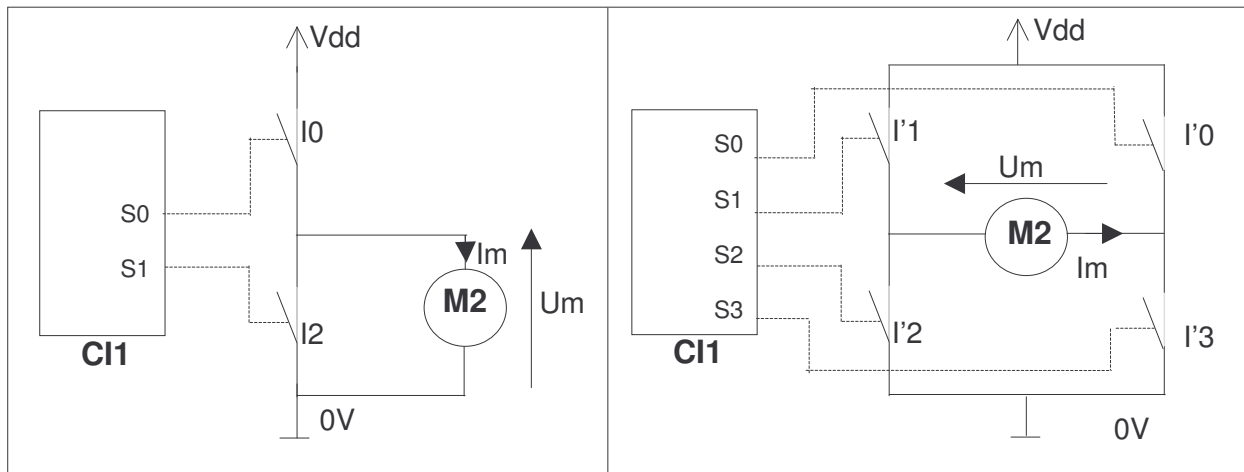 Vdd
I0
S0
S1
Im
M2
Um
I2
CI1
0V
Vdd
S0
I'1
I'0
Um
S1
M2
S2
Im
S3
I'2
I'3
CI1
0V